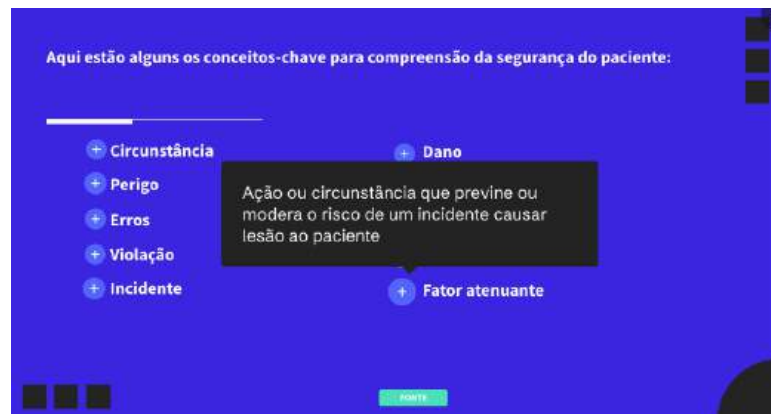 Aqui estão alguns os conceitos-chave para compreensão da segurança do paciente:
Circunstância
Perigo
Erros
Violação
Incidente
Dano
Ação ou circunstância que previne ou
modera o risco de um incidente causar
lesão ao paciente
Fator atenuante
FONTE